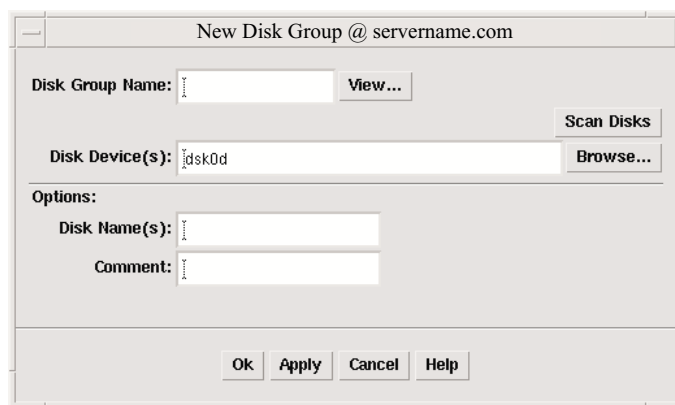 New Disk Group @ servername.com
Disk Group Name: View...
Scan Disks
Disk Device(s): dsk0d Browse...
Options:
Disk Name(s):
Comment:
Ok Apply Cancel Help